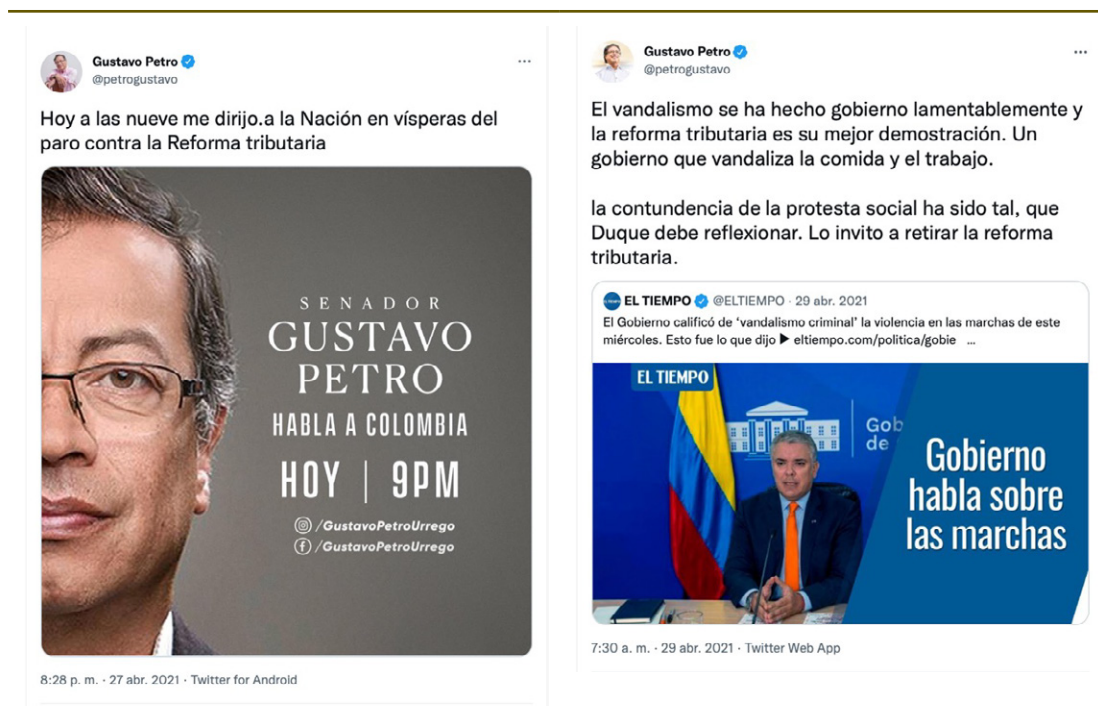 Gustavo Petro
@petrogustavo
Hoy a las nueve me dirijo.a la Nación en vísperas del
paro contra la Reforma tributaria
SENADOR
GUSTAVO
PETRO
HABLA A COLOMBIA
HOY | 9PM
/GustavoPetroUrrego
/GustavoPetroUrrego
8:28 p. m. · 27 abr. 2021 · Twitter for Android
Gustavo Petro
@petrogustavo
El vandalismo se ha hecho gobierno lamentablemente y
la reforma tributaria es su mejor demostración. Un
gobierno que vandaliza la comida y el trabajo.
la contundencia de la protesta social ha sido tal, que
Duque debe reflexionar. Lo invito a retirar la reforma
tributaria.
EL TIEMPO @ELTIEMPO · 29 abr. 2021
El Gobierno calificó de ‘vandalismo criminal’ la violencia en las marchas de este
miércoles. Esto fue lo que dijo ▶ eltiempo.com/politica/gobie ...
EL TIEMPO
Gob
de
Gobierno
habla sobre
las marchas
7:30 a. m. · 29 abr. 2021 · Twitter Web App